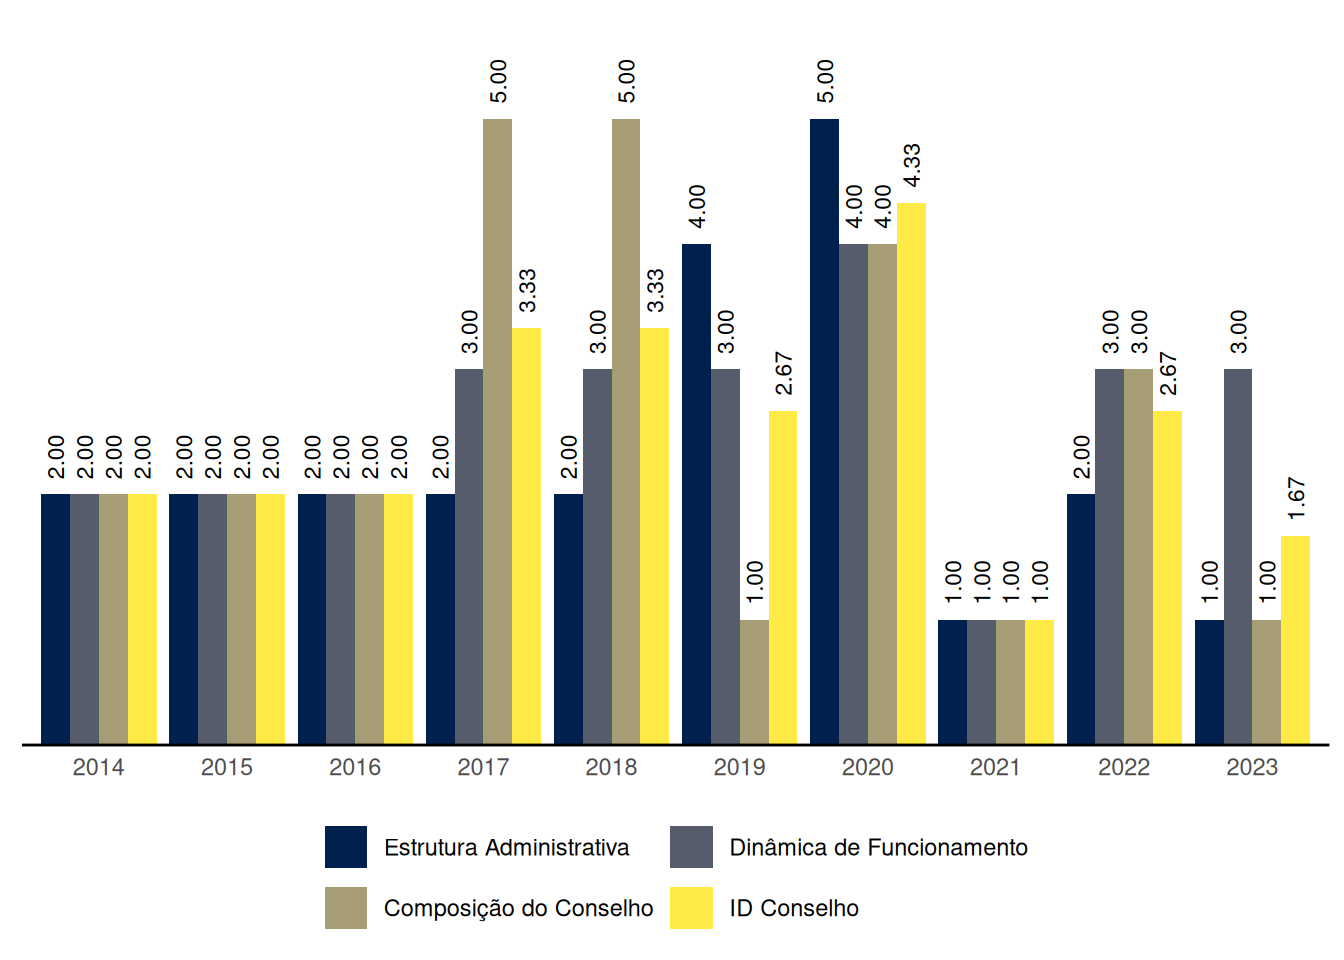 2.00 2.00 2.00 2.00 2.00 2.00 2.00 2.00 2.00 2.00 2.00 2.00 2.00 3.00 5.00 3.33 2.00 3.00 5.00 3.33 4.00 3.00 1.00 2.67 5.00 4.00 4.00 4.33 1.00 1.00 1.00 1.00 2.00 3.00 3.00 2.67 1.00 3.00 1.00 1.67
2014 2015 2016 2017 2018 2019 2020 2021 2022 2023
Estrutura Administrativa Dinâmica de Funcionamento
Composição do Conselho ID Conselho